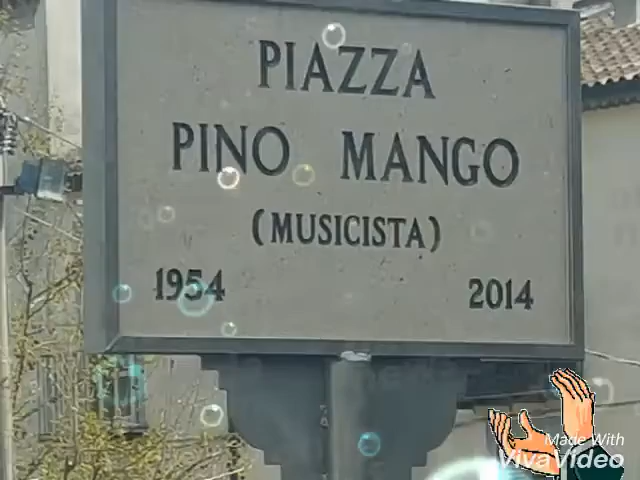 PIAZZA
PINO MANGO
(MUSICISTA)
1954 2014
Made With
VivaVideo